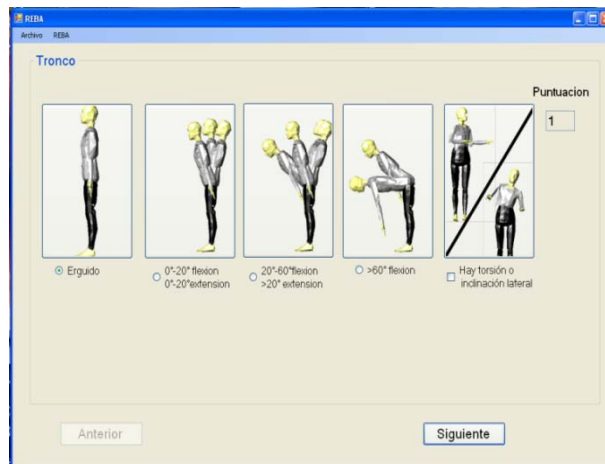 REBA
Archivo REBA
Tronco
Puntuacion
1
Erguido
0°-20° flexion
0°-20°extension
20°-60°flexion
>20° extension
>60° flexion
Hay torsión o
inclinación lateral
Anterior
Siguiente